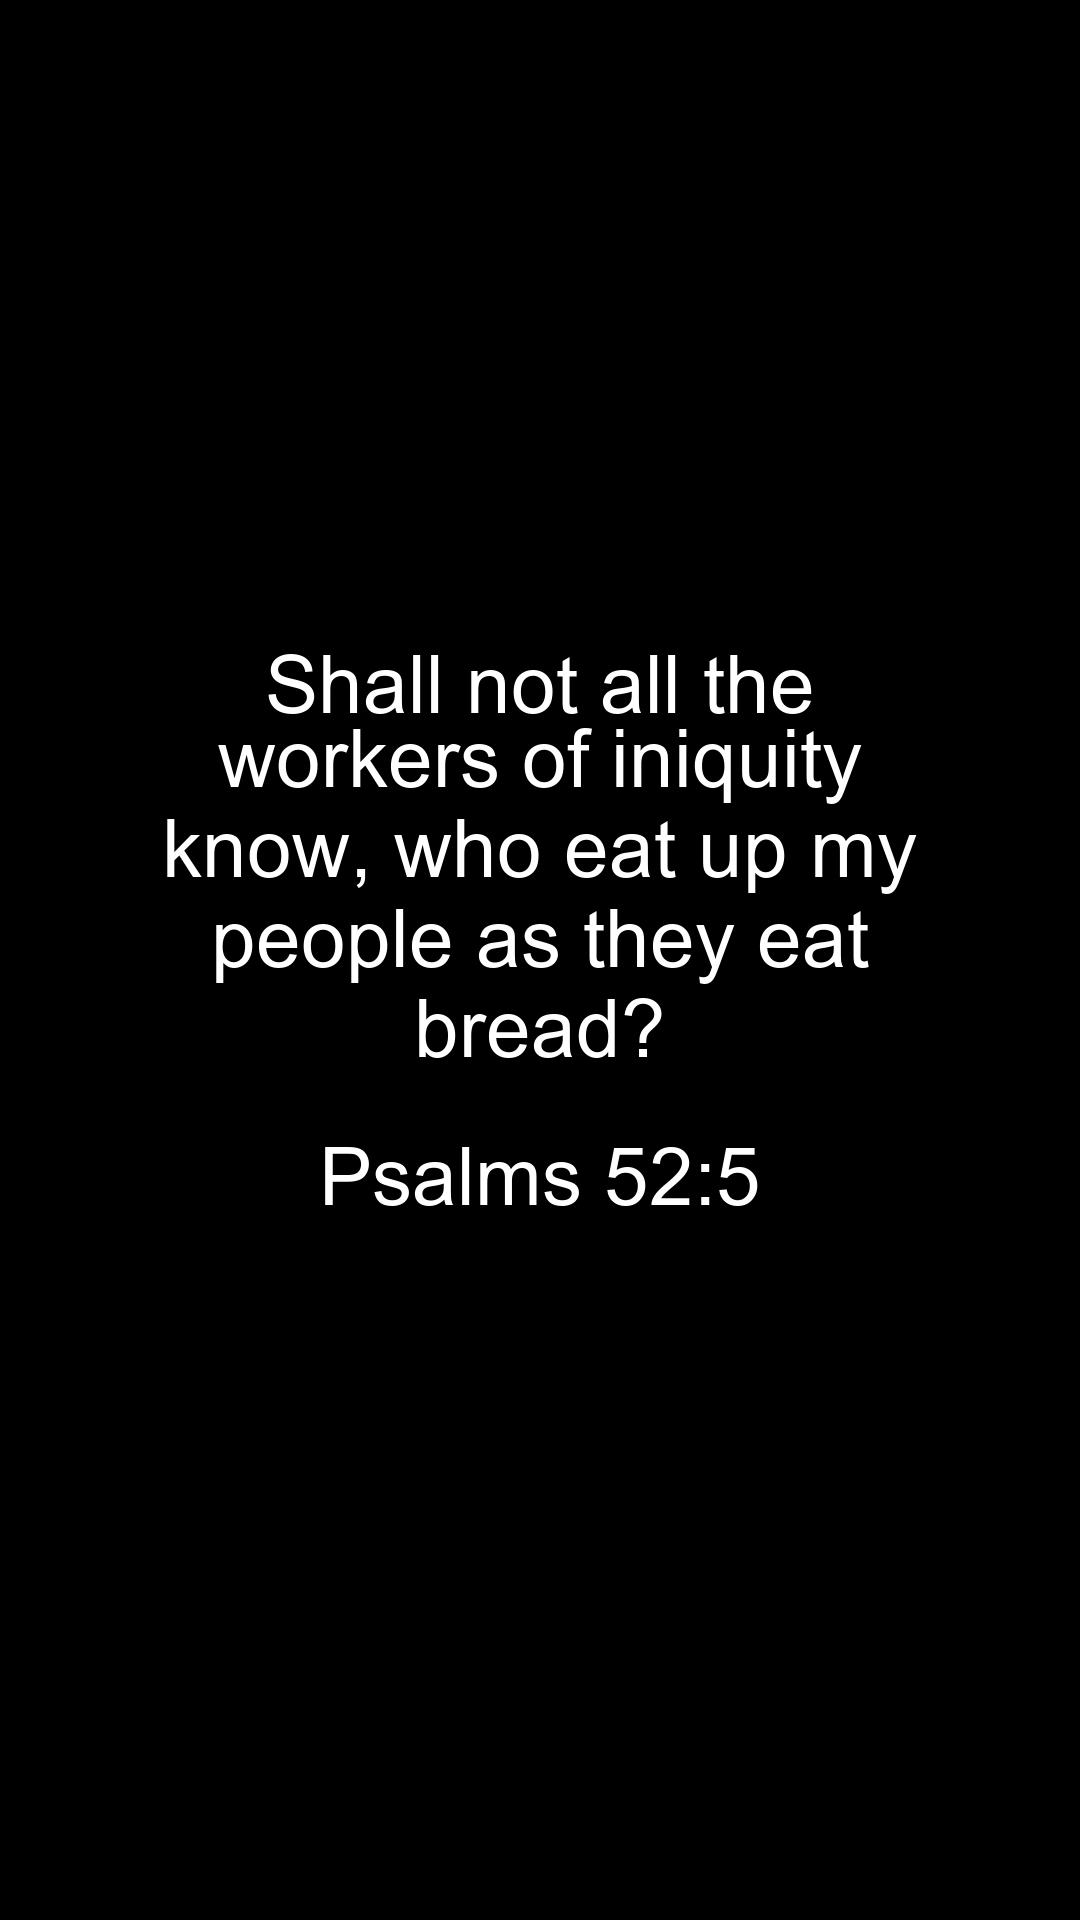 Shall not all the
workers of iniquity
know, who eat up my
people as they eat
bread?
Psalms 52:5